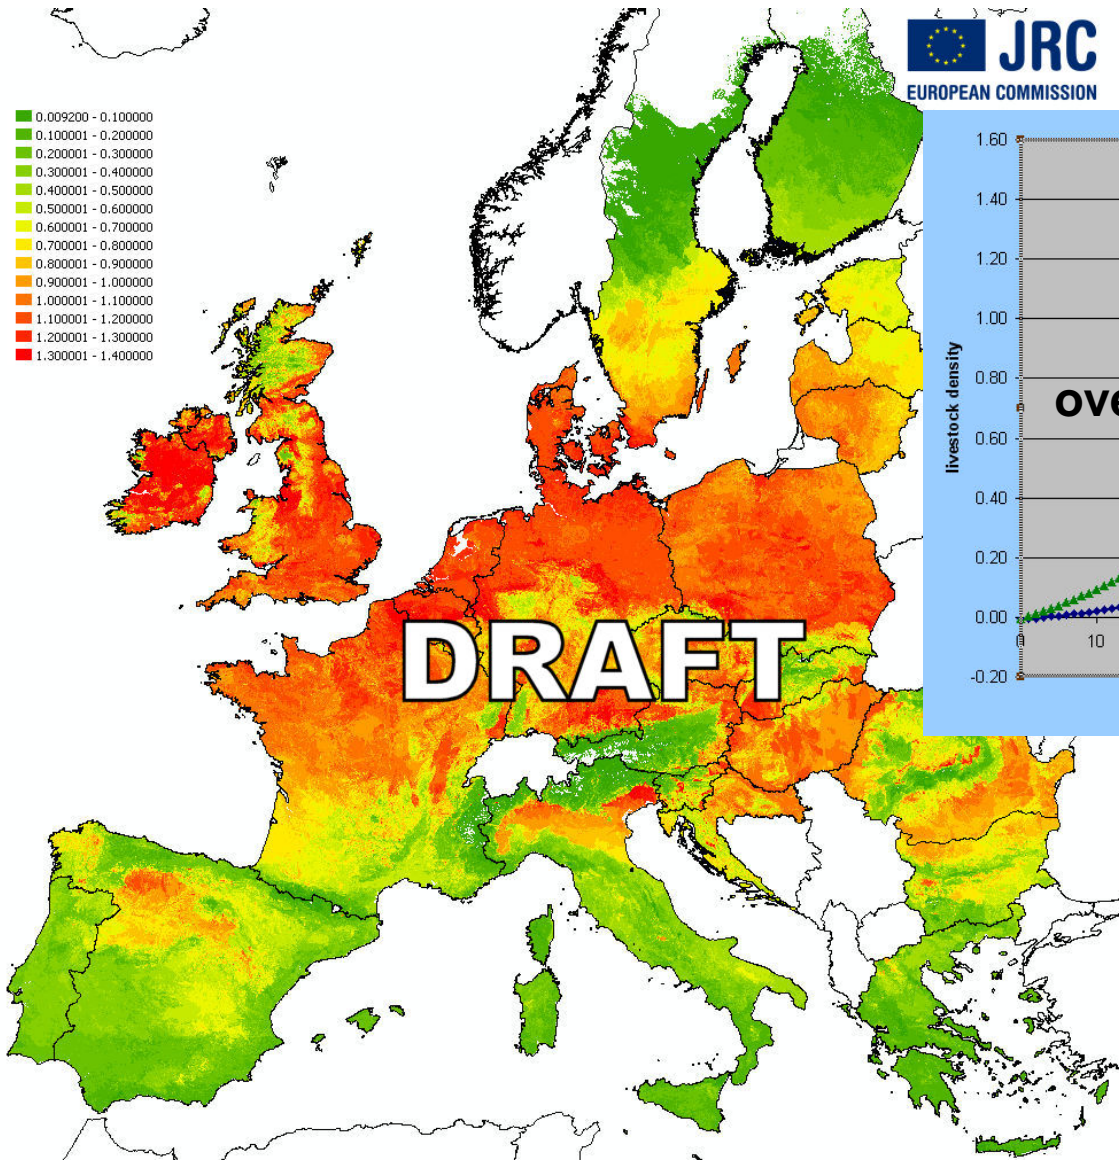 JRC
EUROPEAN COMMISSION
0.009200 - 0.100000
0.100001 - 0.200000
0.200001 - 0.300000
0.300001 - 0.400000
0.400001 - 0.500000
0.500001 - 0.600000
0.600001 - 0.700000
0.700001 - 0.800000
0.800001 - 0.900000
0.900001 - 1.000000
1.000001 - 1.100000
1.100001 - 1.200000
1.200001 - 1.300000
1.300001 - 1.400000
1.60
1.40
1.20
1.00
0.80
0.60
0.40
0.20
0.00
-0.20
livestock density
ove
0
10
DRAFT